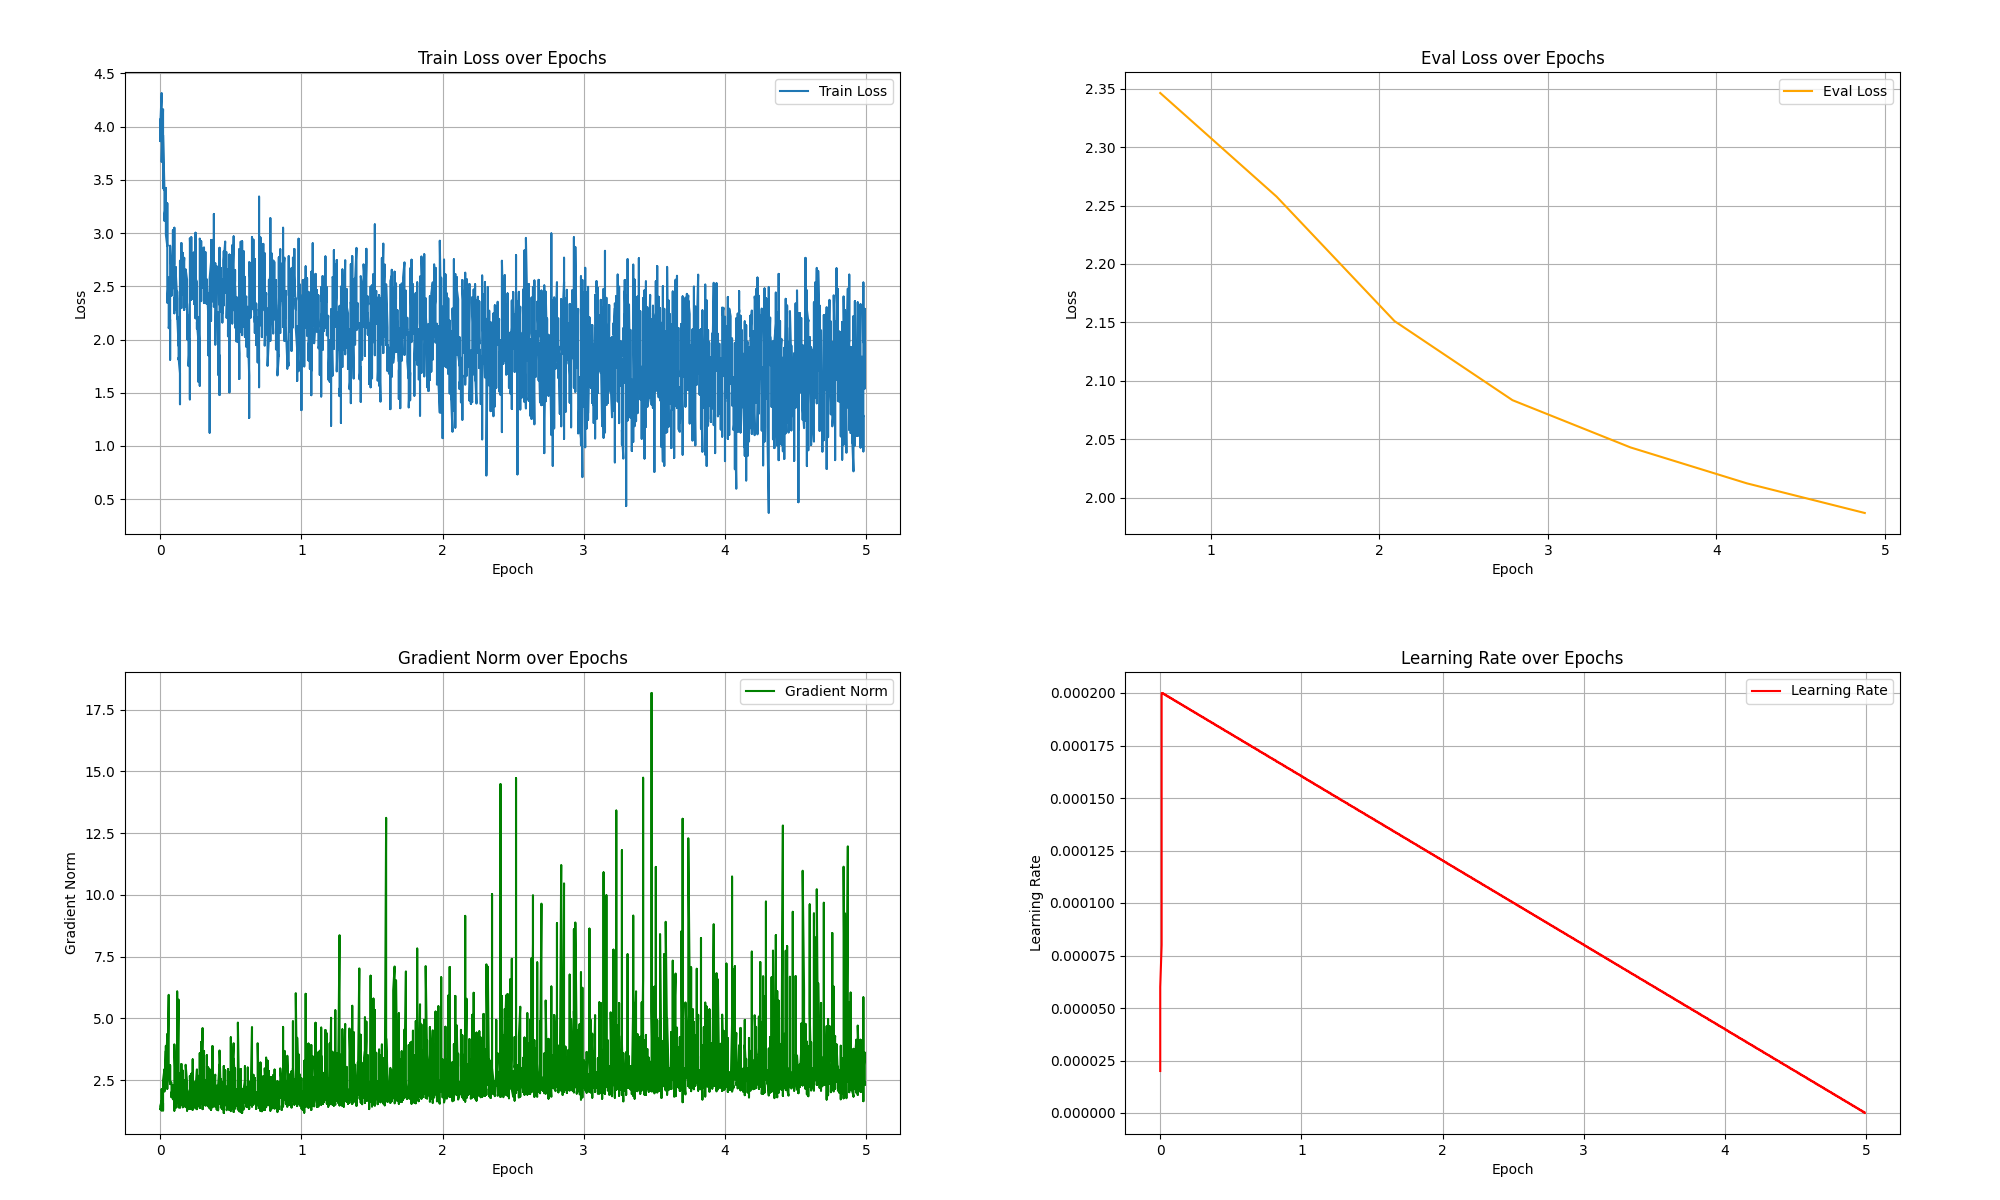 Train Loss over Epochs
4.5
4.0
3.5
3.0
2.5
2.0
1.5
1.0
0.5
Loss
Train Loss
0 1 2 3 4 5
Epoch
Eval Loss over Epochs
2.35
2.30
2.25
2.20
2.15
2.10
2.05
2.00
Loss
Eval Loss
1 2 3 4 5
Epoch
Gradient Norm over Epochs
17.5
15.0
12.5
10.0
7.5
5.0
2.5
Gradient Norm
Gradient Norm
0 1 2 3 4 5
Epoch
Learning Rate over Epochs
0.000200
0.000175
0.000150
0.000125
0.000100
0.000075
0.000050
0.000025
0.000000
Learning Rate
Learning Rate
0 1 2 3 4 5
Epoch